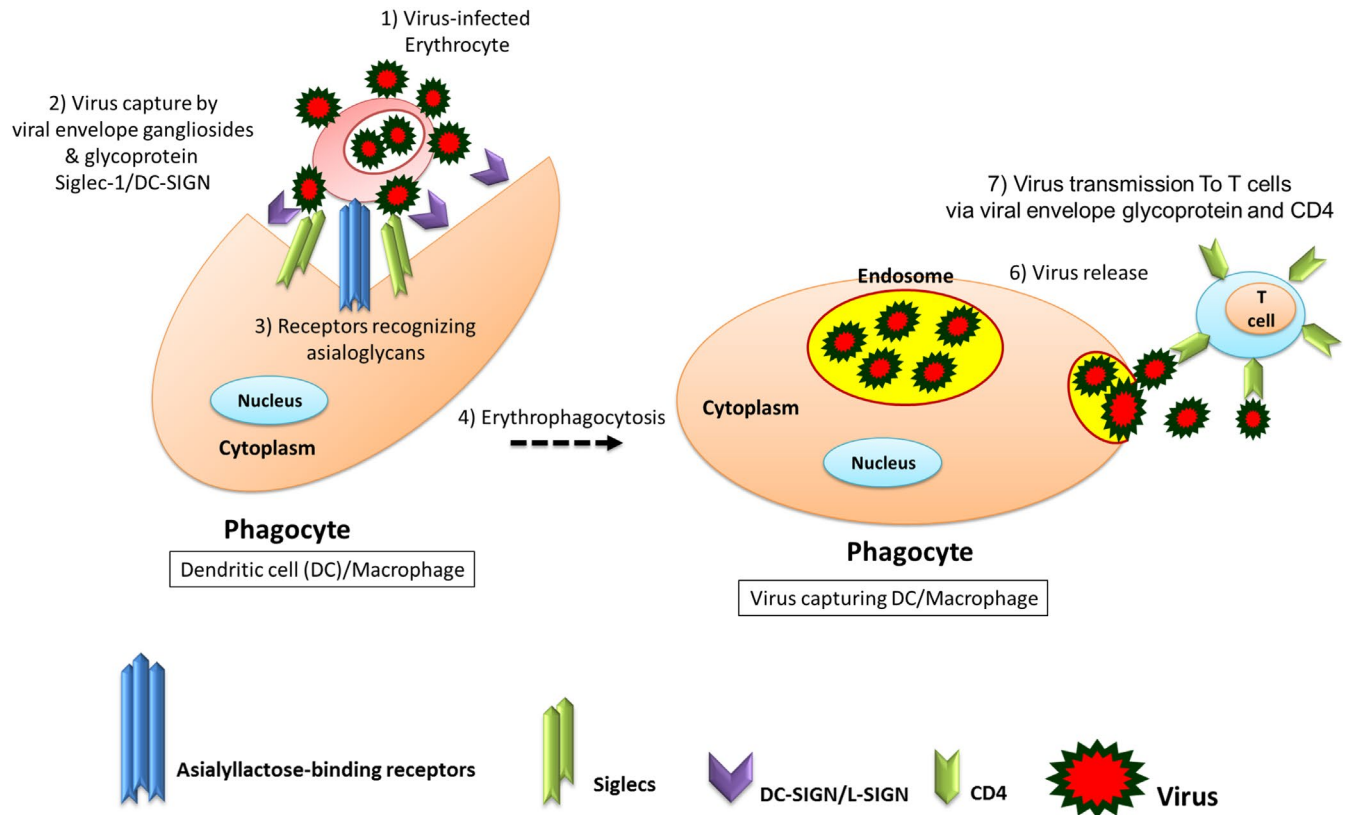 1) Virus-infected
Erythrocyte
2) Virus capture by
viral envelope gangliosides
& glycoprotein
Siglec-1/DC-SIGN
3) Receptors recognizing
asialoglycans
Nucleus
Cytoplasm
Phagocyte
Dendritic cell (DC)/Macrophage
4) Erythrophagocytosis
7) Virus transmission To T cells
via viral envelope glycoprotein and CD4
6) Virus release
Endosome
T
cell
Cytoplasm
Nucleus
Phagocyte
Virus capturing DC/Macrophage
Asialyllactose-binding receptors
Siglecs
DC-SIGN/L-SIGN
CD4
Virus